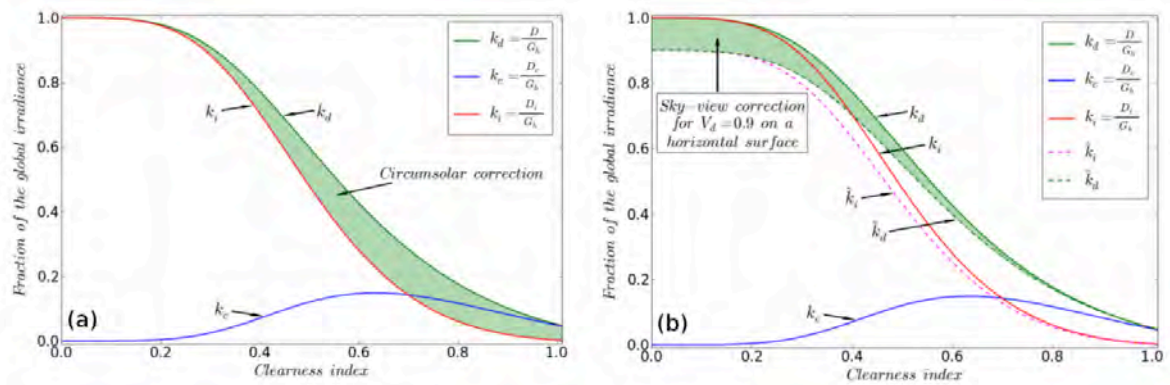 Fraction of the global irradiance
1.0
0.8
0.6
0.4
0.2
0.0
0.0 0.2 0.4 0.6 0.8 1.0
Clearness index
(a)
k_d = D/G_h
k_c = D_c/G_h
k_i = D_i/G_h
k_i
k_d
Circumsolar correction
k_c
Fraction of the global irradiance
1.0
0.8
0.6
0.4
0.2
0.0
0.0 0.2 0.4 0.6 0.8 1.0
Clearness index
(b)
k_d = D/G_h
k_c = D_c/G_h
k_i = D_i/G_h
k̂_i
k̂_d
Sky–view correction
for V_d = 0.9 on a
horizontal surface
k_d
k_i
k̂_i
k̂_d
k_c